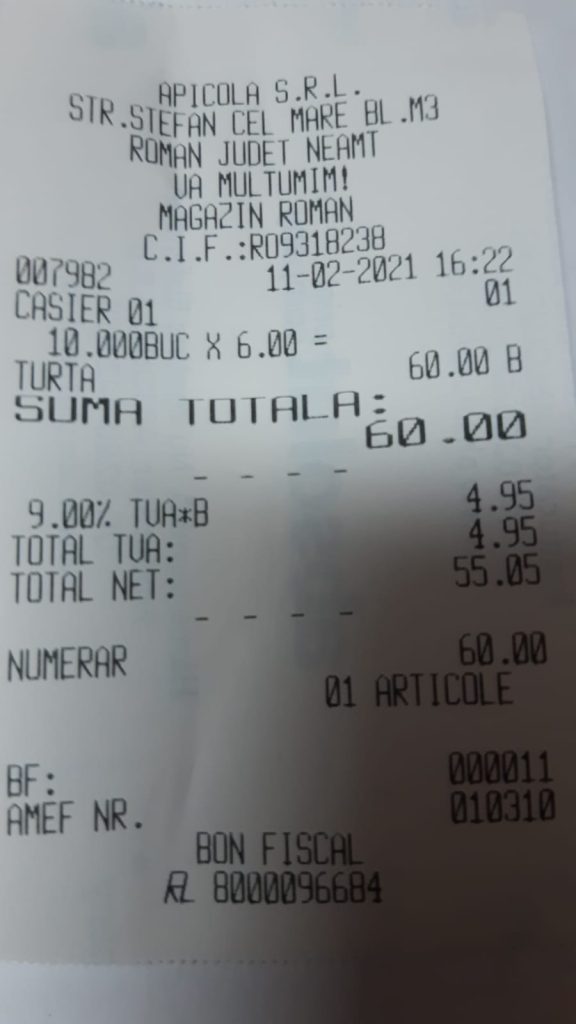 APICOLA S.R.L.
STR.STEFAN CEL MARE BL.M3
ROMAN JUDET NEAMT
VA MULTUMIM!
MAGAZIN ROMAN
C.I.F.:RO9318238
007982 11-02-2021 16:22
CASIER 01 01
10.000BUC X 6.00 =
TURTA 60.00 B
SUMA TOTALA:
60.00
- - - -
9.00% TVA*B 4.95
TOTAL TVA: 4.95
TOTAL NET: 55.05
- - - -
NUMERAR 60.00
01 ARTICOLE
BF: 000011
AMEF NR. 010310
BON FISCAL
8000096684